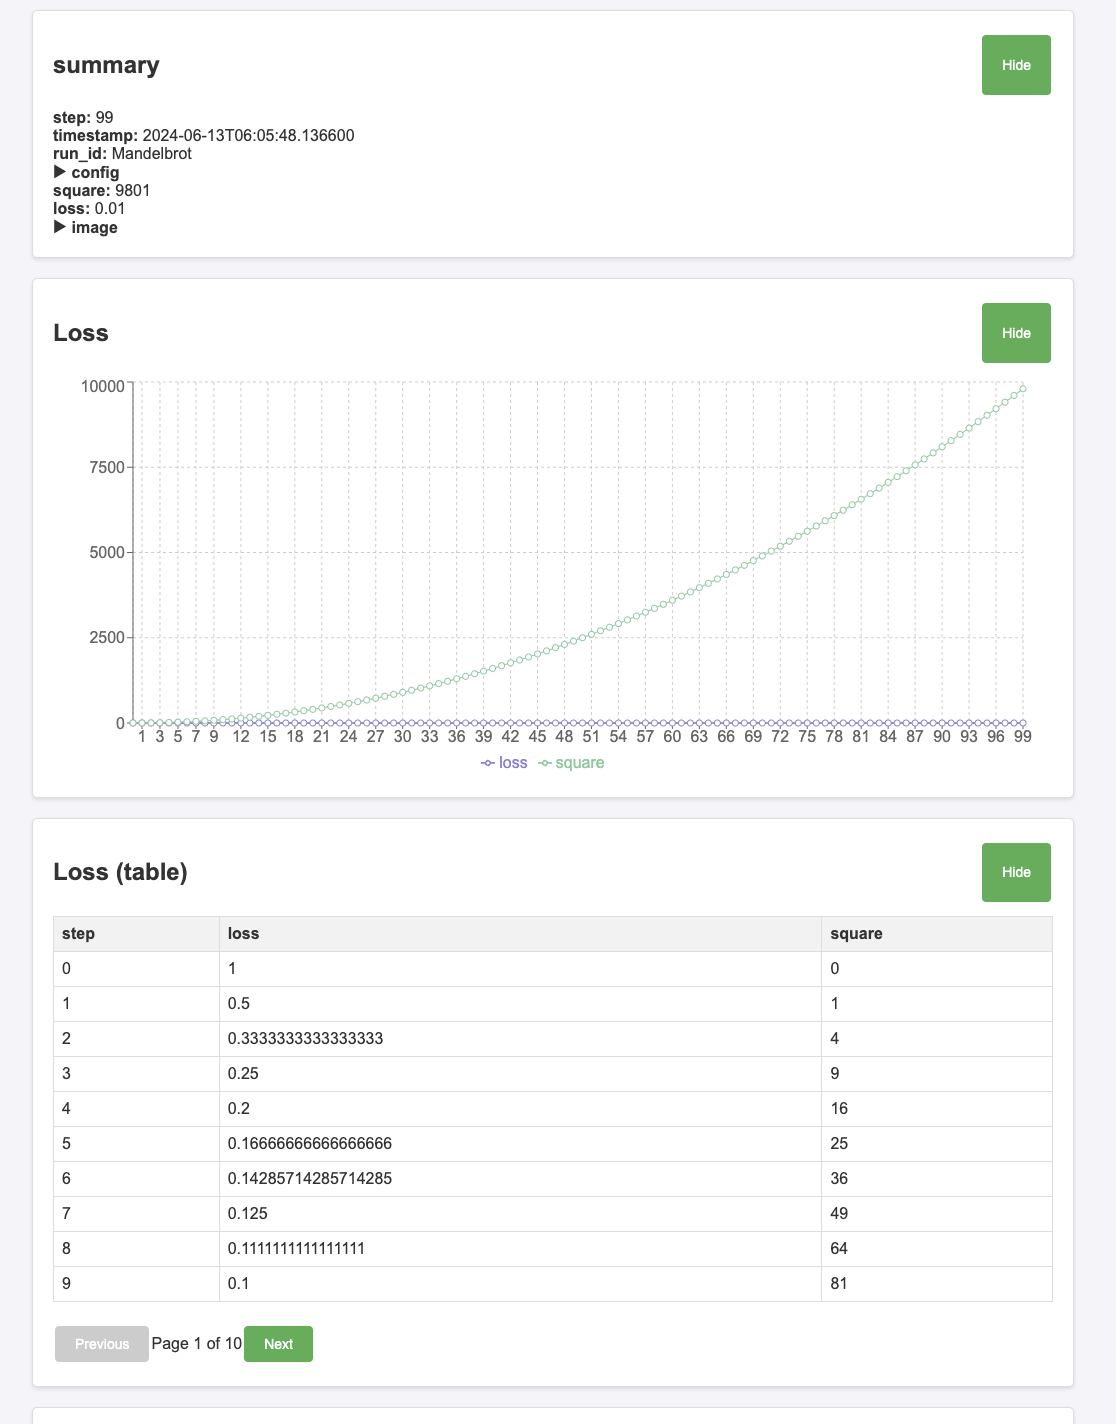 summary
Hide
step: 99
timestamp: 2024-06-13T06:05:48.136600
run_id: Mandelbrot
▶ config
square: 9801
loss: 0.01
▶ image
Loss
Hide
10000
7500
5000
2500
0
1 3 5 7 9 12 15 18 21 24 27 30 33 36 39 42 45 48 51 54 57 60 63 66 69 72 75 78 81 84 87 90 93 96 99
loss square
Loss (table)
Hide
step loss square
0 1 0
1 0.5 1
2 0.3333333333333333 4
3 0.25 9
4 0.2 16
5 0.16666666666666666 25
6 0.14285714285714285 36
7 0.125 49
8 0.1111111111111111 64
9 0.1 81
Previous Page 1 of 10 Next